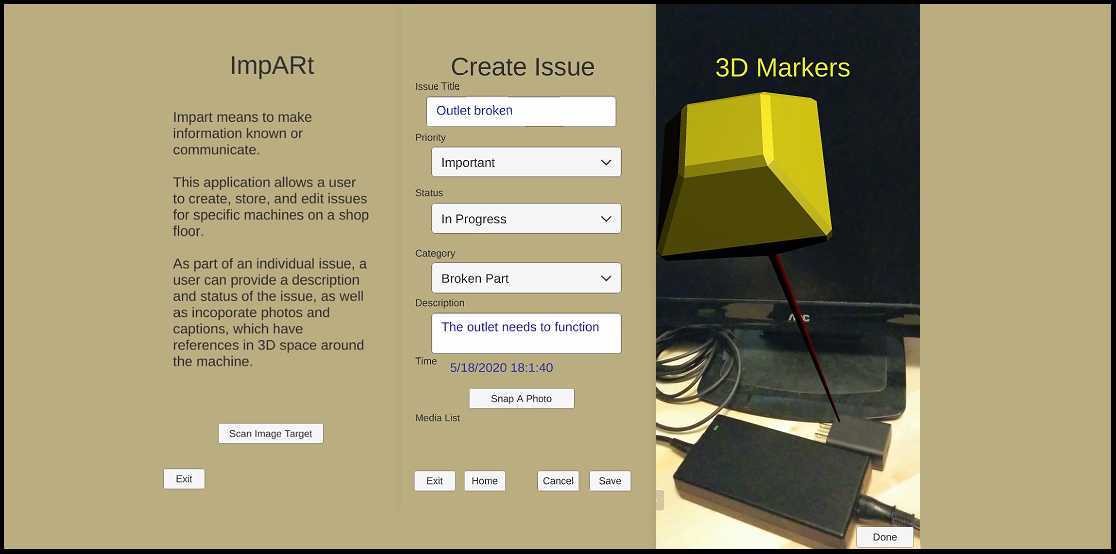 ImpARt
Impart means to make
information known or
communicate.
This application allows a user
to create, store, and edit issues
for specific machines on a shop
floor.
As part of an individual issue, a
user can provide a description
and status of the issue, as well
as incoporate photos and
captions, which have
references in 3D space around
the machine.
Scan Image Target
Exit
Create Issue
Issue Title
Outlet broken
Priority
Important
Status
In Progress
Category
Broken Part
Description
The outlet needs to function
Time
5/18/2020 18:1:40
Snap A Photo
Media List
Exit
Home
Cancel
Save
3D Markers
Done